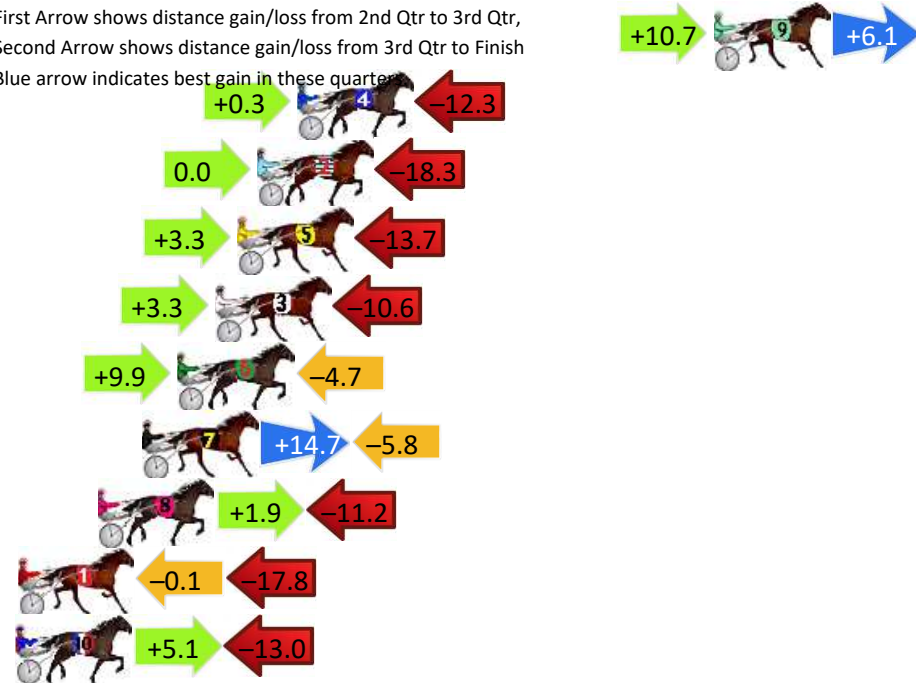 First Arrow shows distance gain/loss from 2nd Qtr to 3rd Qtr,
Second Arrow shows distance gain/loss from 3rd Qtr to Finish
Blue arrow indicates best gain in these quarters
+10.7 9 +6.1
+0.3 4 –12.3
0.0 2 –18.3
+3.3 5 –13.7
+3.3 3 –10.6
+9.9 6 –4.7
7 +14.7 –5.8
8 +1.9 –11.2
1 –0.1 –17.8
10 +5.1 –13.0